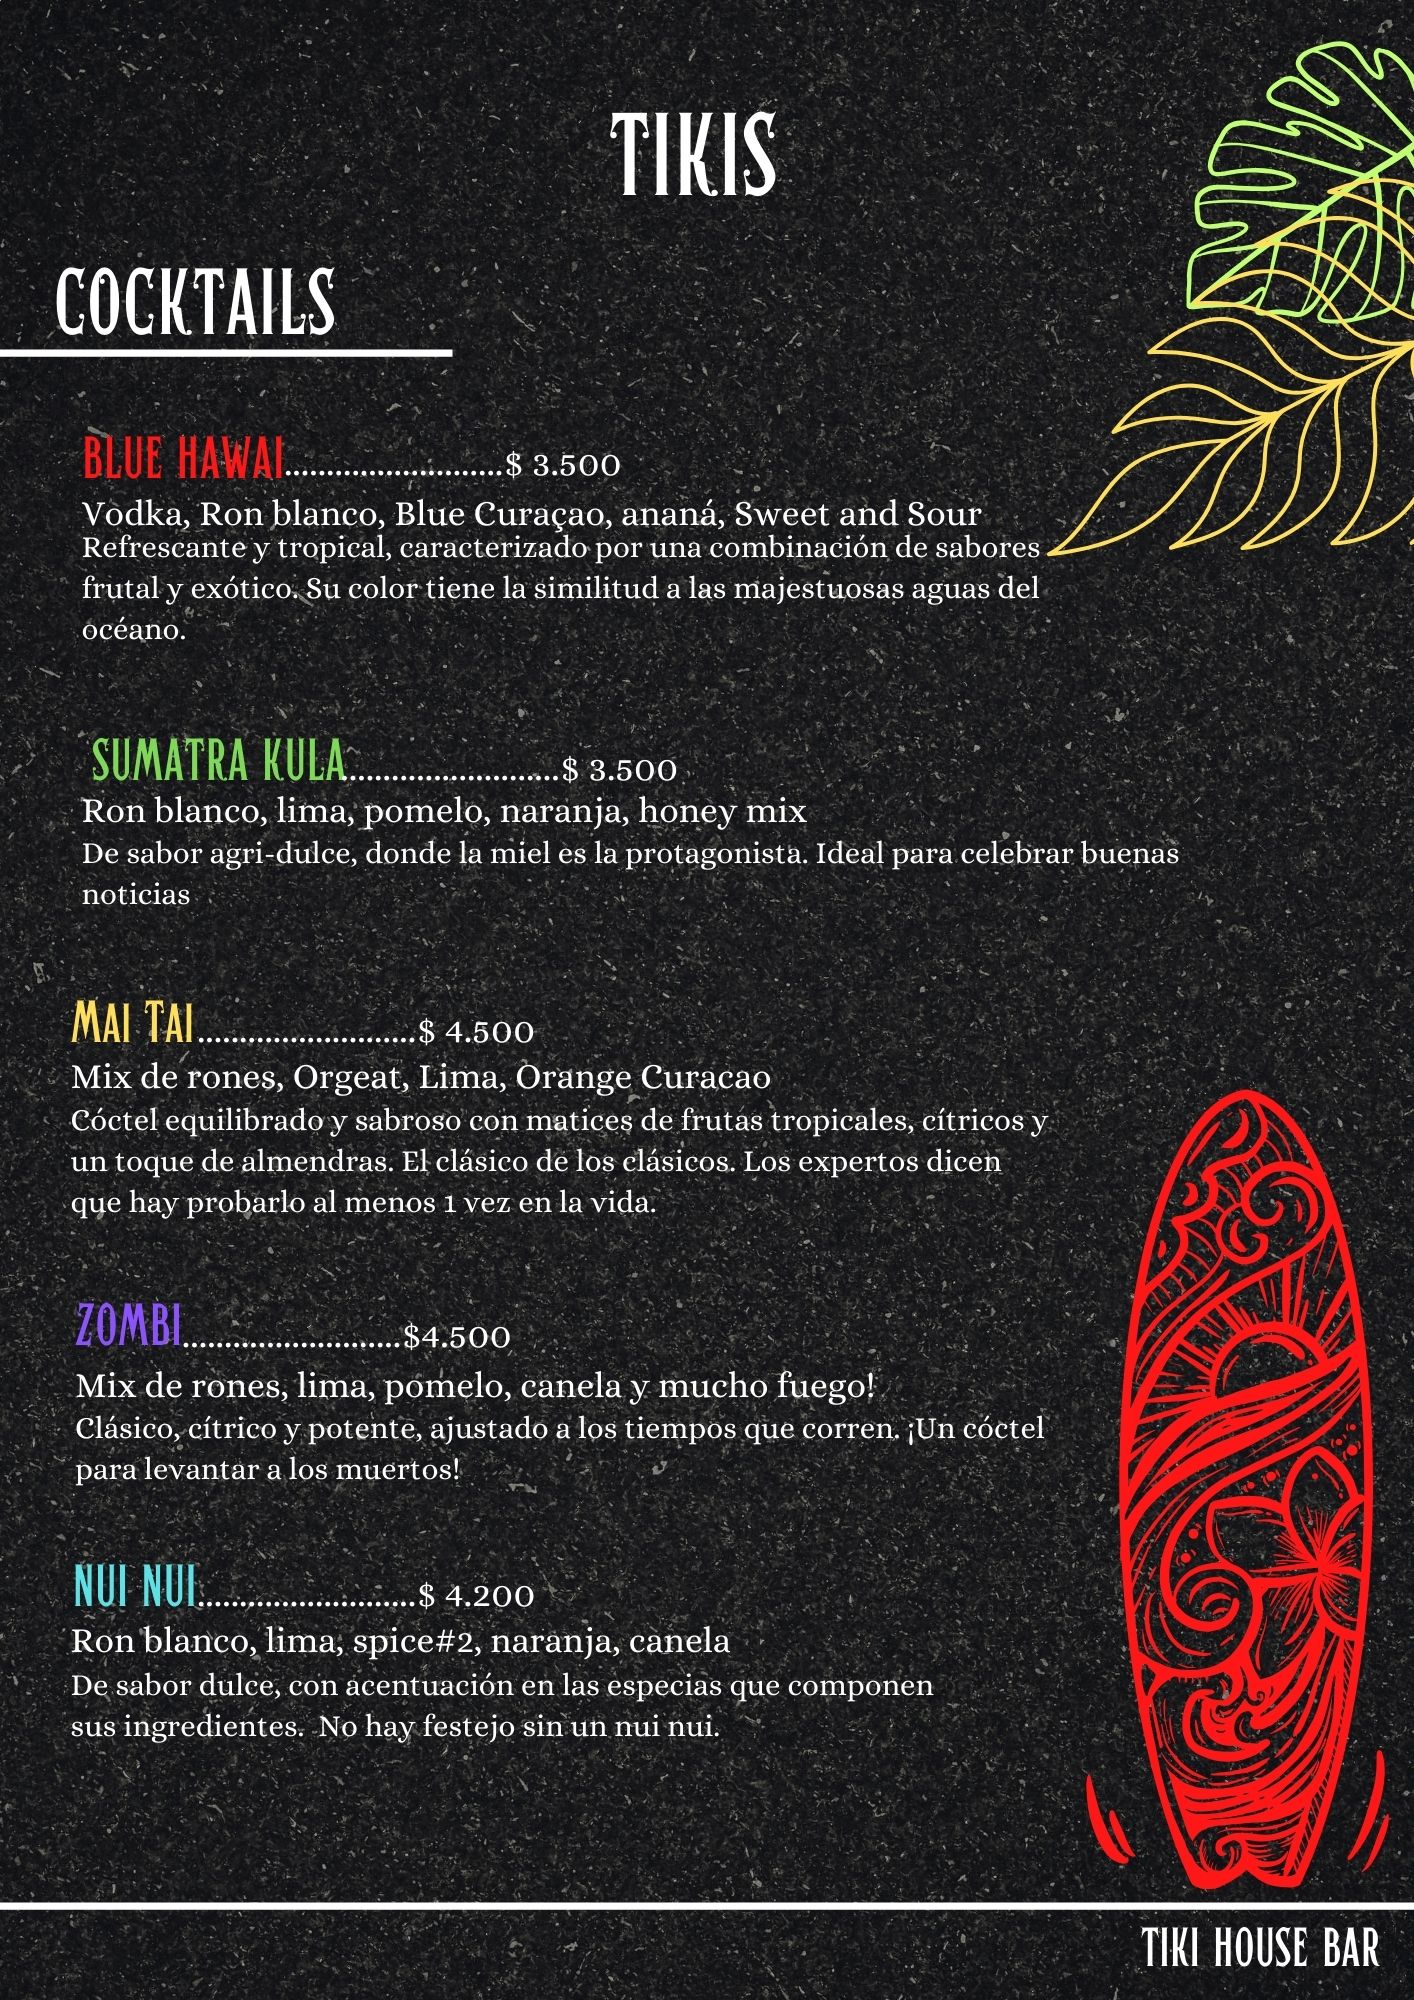 TIKIS
COCKTAILS
BLUE HAWAI..........................$ 3.500
Vodka, Ron blanco, Blue Curaçao, ananá, Sweet and Sour
Refrescante y tropical, caracterizado por una combinación de sabores
frutal y exótico. Su color tiene la similitud a las majestuosas aguas del
océano.
SUMATRA KULA..........................$ 3.500
Ron blanco, lima, pomelo, naranja, honey mix
De sabor agri-dulce, donde la miel es la protagonista. Ideal para celebrar buenas
noticias
MAI TAI..........................$ 4.500
Mix de rones, Orgeat, Lima, Orange Curacao
Cóctel equilibrado y sabroso con matices de frutas tropicales, cítricos y
un toque de almendras. El clásico de los clásicos. Los expertos dicen
que hay probarlo al menos 1 vez en la vida.
ZOMBI..........................$4.500
Mix de rones, lima, pomelo, canela y mucho fuego!
Clásico, cítrico y potente, ajustado a los tiempos que corren. ¡Un cóctel
para levantar a los muertos!
NUI NUI..........................$ 4.200
Ron blanco, lima, spice#2, naranja, canela
De sabor dulce, con acentuación en las especias que componen
sus ingredientes.  No hay festejo sin un nui nui.
TIKI HOUSE BAR